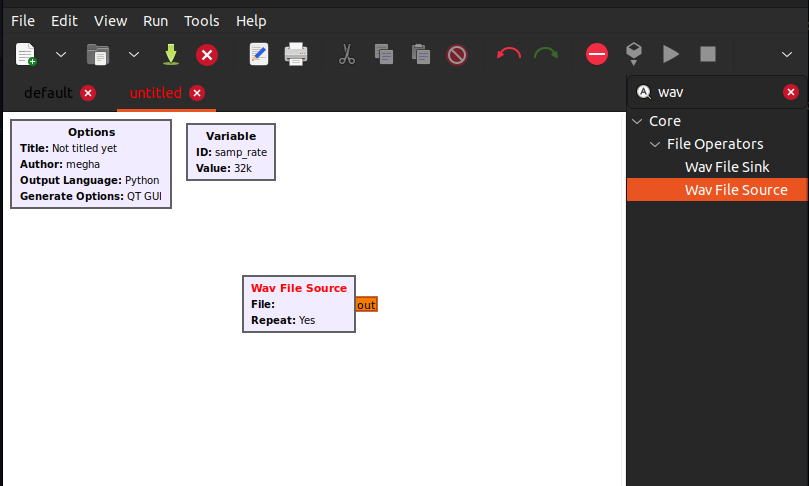 File Edit View Run Tools Help
default untitled
wav
Core
File Operators
Wav File Sink
Wav File Source
Options
Title: Not titled yet
Author: megha
Output Language: Python
Generate Options: QT GUI
Variable
ID: samp_rate
Value: 32k
Wav File Source
File:
Repeat: Yes
out